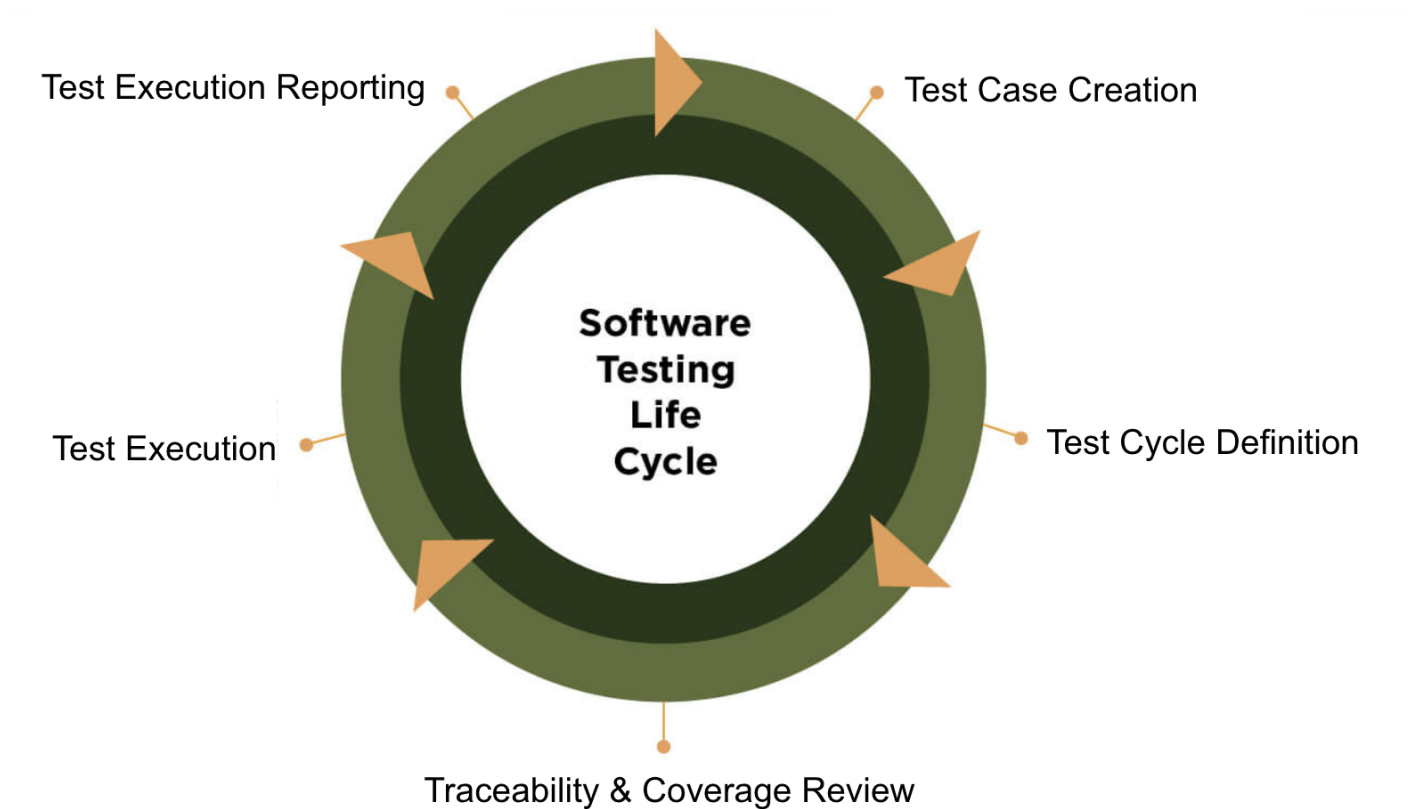 Test Execution Reporting
Test Case Creation
Software
Testing
Life
Cycle
Test Execution
Test Cycle Definition
Traceability & Coverage Review